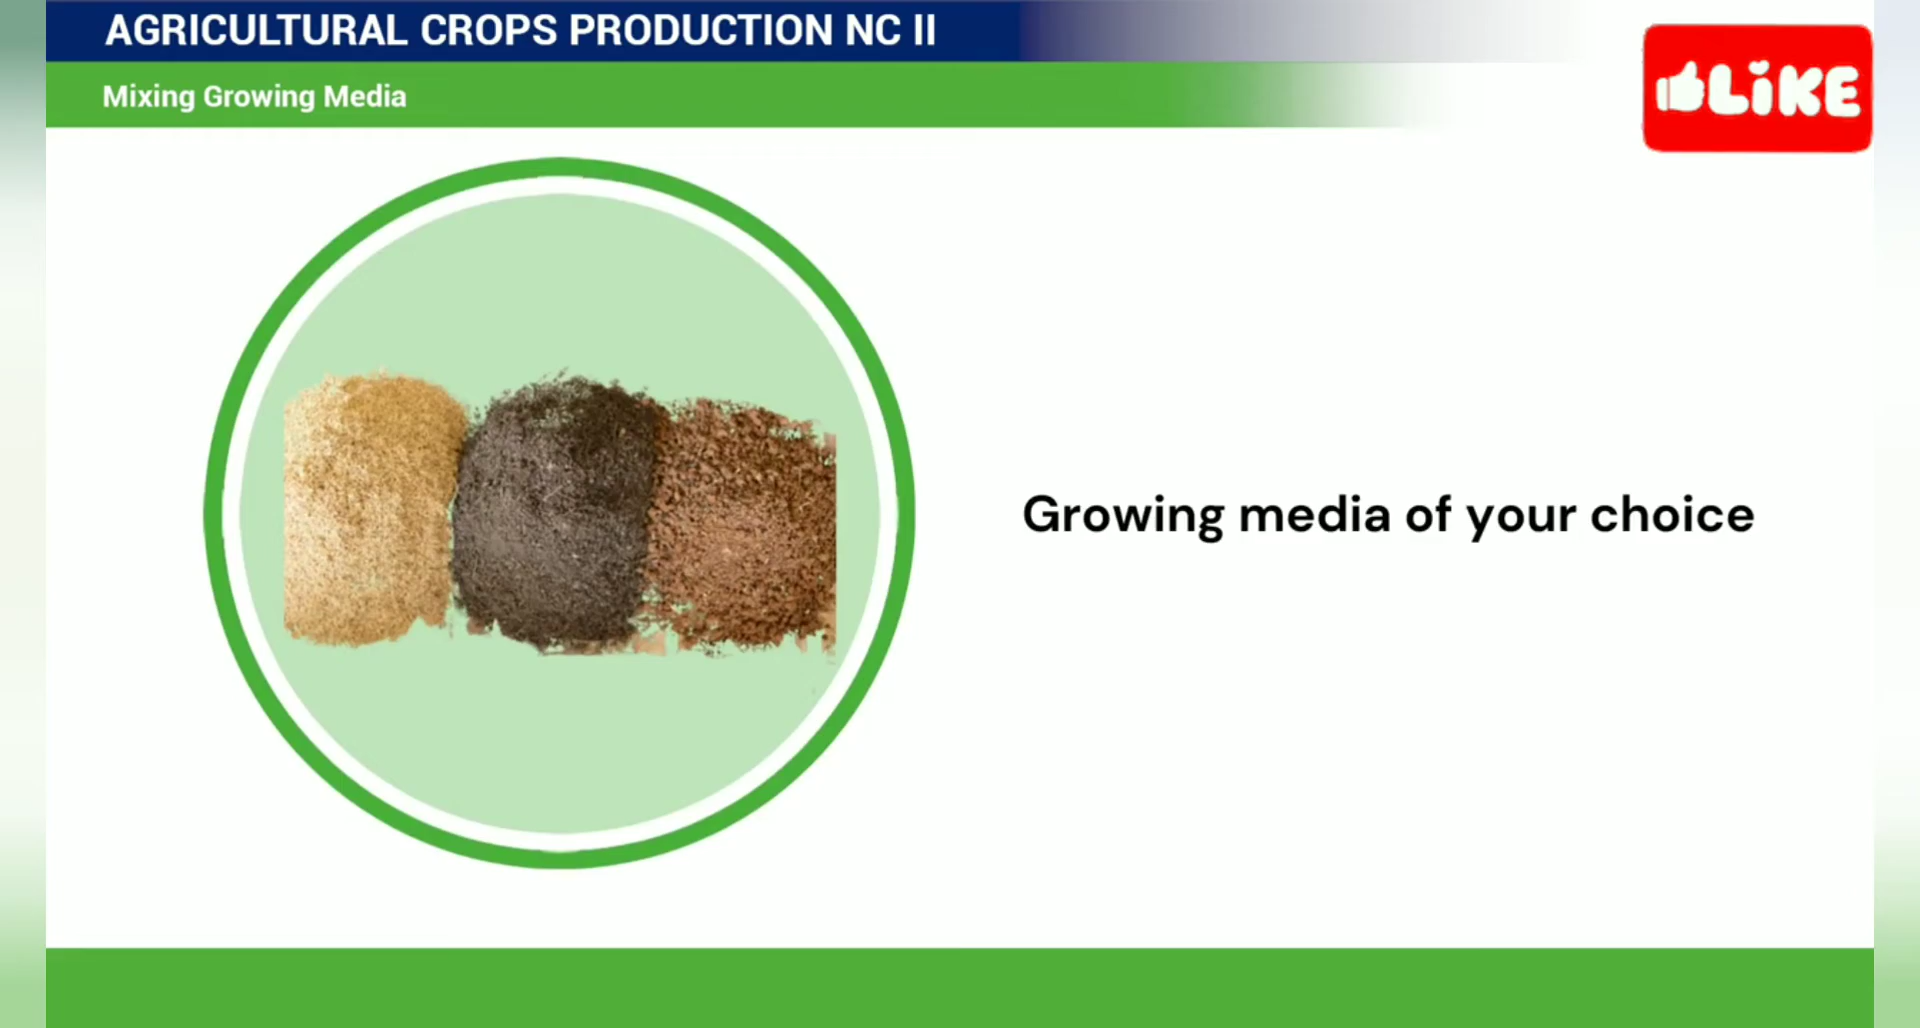 AGRICULTURAL CROPS PRODUCTION NC II
Mixing Growing Media
LiKE
Growing media of your choice